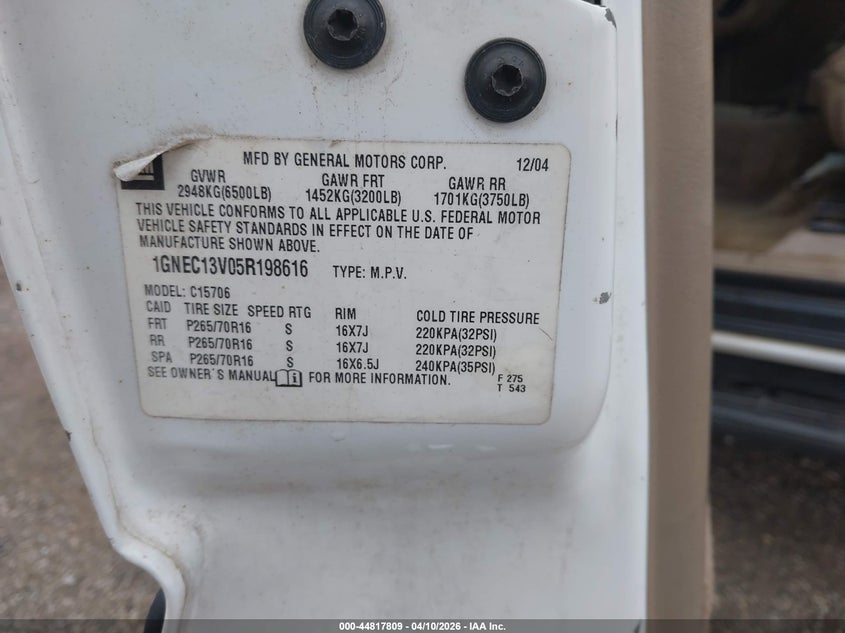 MFD BY GENERAL MOTORS CORP. 12/04
GVWR GAWR FRT GAWR RR
2948KG(6500LB) 1452KG(3200LB) 1701KG(3750LB)
THIS VEHICLE CONFORMS TO ALL APPLICABLE U.S. FEDERAL MOTOR
VEHICLE SAFETY STANDARDS IN EFFECT ON THE DATE OF
MANUFACTURE SHOWN ABOVE.
1GNEC13V05R198616 TYPE: M.P.V.
MODEL: C15706
CAID TIRE SIZE SPEED RTG RIM COLD TIRE PRESSURE
FRT P265/70R16 S 16X7J 220KPA(32PSI)
RR P265/70R16 S 16X7J 220KPA(32PSI)
SPA P265/70R16 S 16X6.5J 240KPA(35PSI)
SEE OWNER'S MANUAL FOR MORE INFORMATION.
F 275
T 543
000-44817809 - 04/10/2026 - IAA Inc.